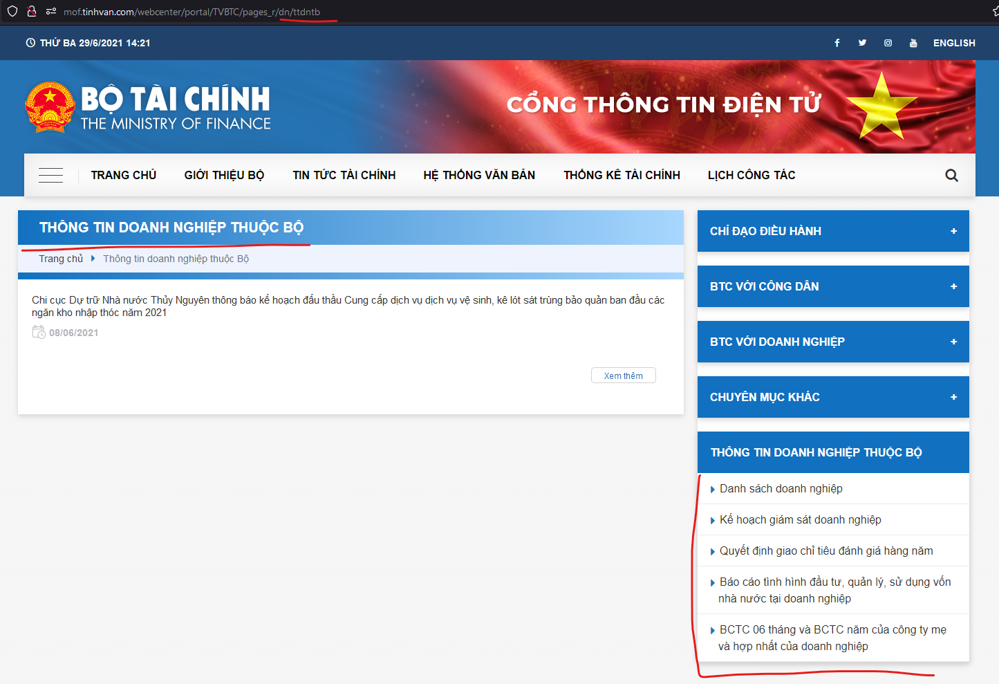 mof.tinhvan.com/webcenter/portal/TVBTC/pages_r/dn/ttdntb
THỨ BA 29/6/2021 14:21
ENGLISH
BỘ TÀI CHÍNH
THE MINISTRY OF FINANCE
CỔNG THÔNG TIN ĐIỆN TỬ
TRANG CHỦ
GIỚI THIỆU BỘ
TIN TỨC TÀI CHÍNH
HỆ THỐNG VĂN BẢN
THỐNG KÊ TÀI CHÍNH
LỊCH CÔNG TÁC
THÔNG TIN DOANH NGHIỆP THUỘC BỘ
Trang chủ
Thông tin doanh nghiệp thuộc Bộ
Chi cục Dự trữ Nhà nước Thủy Nguyên thông báo kế hoạch đấu thầu Cung cấp dịch vụ dịch vụ vệ sinh, kê lót sát trùng bảo quản ban đầu các
ngăn kho nhập thóc năm 2021
08/06/2021
Xem thêm
CHỈ ĐẠO ĐIỀU HÀNH +
BTC VỚI CÔNG DÂN +
BTC VỚI DOANH NGHIỆP +
CHUYÊN MỤC KHÁC +
THÔNG TIN DOANH NGHIỆP THUỘC BỘ
Danh sách doanh nghiệp
Kế hoạch giám sát doanh nghiệp
Quyết định giao chỉ tiêu đánh giá hàng năm
Báo cáo tình hình đầu tư, quản lý, sử dụng vốn
nhà nước tại doanh nghiệp
BCTC 06 tháng và BCTC năm của công ty mẹ
và hợp nhất của doanh nghiệp